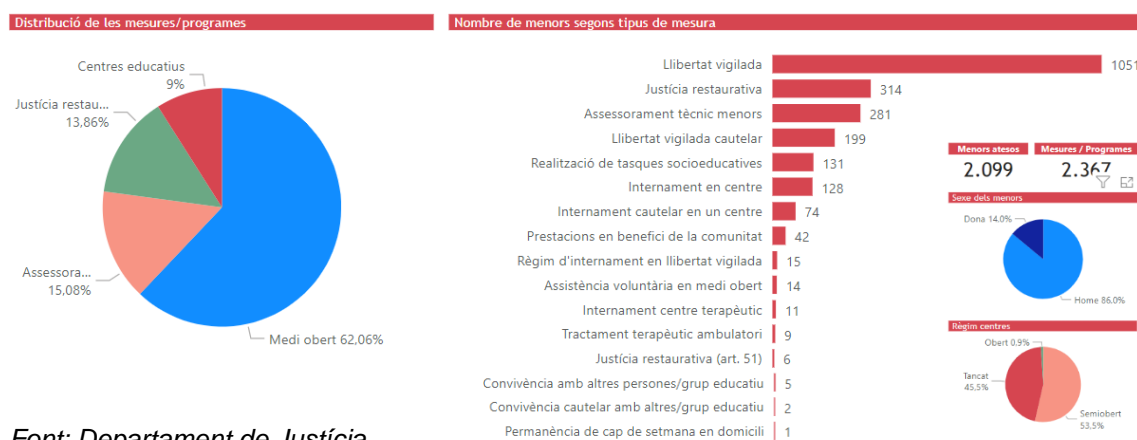 Distribució de les mesures/programes
Centres educatius
9%
Justícia restau...
13,86%
Assessora...
15,08%
Medi obert 62,06%
Nombre de menors segons tipus de mesura
Llibertat vigilada 1051
Justícia restaurativa 314
Assessorament tècnic menors 281
Llibertat vigilada cautelar 199
Realització de tasques socioeducatives 131
Internament en centre 128
Internament cautelar en un centre 74
Prestacions en benefici de la comunitat 42
Règim d'internament en llibertat vigilada 15
Assistència voluntària en medi obert 14
Internament centre terapèutic 11
Tractament terapèutic ambulatori 9
Justícia restaurativa (art. 51) 6
Convivència amb altres persones/grup educatiu 5
Convivència cautelar amb altres/grup educatiu 2
Permanència de cap de setmana en domicili 1
Menors atesos
2.099
Mesures / Programes
2.367
Sexe dels menors
Dona 14.0%
Home 86.0%
Règim centres
Obert 0.9%
Tancat
45,5%
Semiobert
53.5%
Font: Departament de Justícia